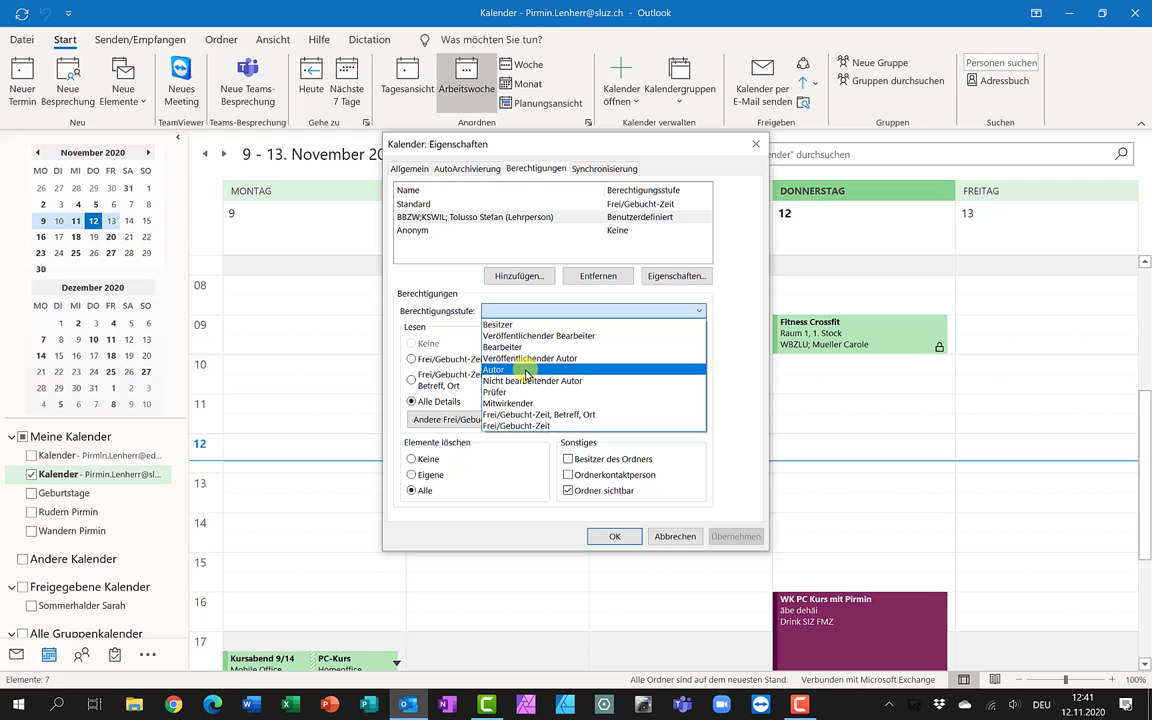 Kalender - Pirmin.Lenherr@sluz.ch - Outlook
Datei Start Senden/Empfangen Ordner Ansicht Hilfe Dictation Was möchten Sie tun?
Neuer Termin
Neue Besprechung
Neue Elemente
Neues Meeting
Neue Teams-Besprechung
Heute
Nächste 7 Tage
Tagesansicht
Arbeitswoche
Woche
Monat
Planungsansicht
Kalender öffnen
Kalendergruppen
Kalender per E-Mail senden
Neue Gruppe
Gruppen durchsuchen
Personen suchen
Adressbuch
Neu TeamViewer Teams-Besprechung Gehe zu Anordnen Kalender verwalten Freigeben Gruppen Suchen
November 2020
MO DI MI DO FR SA SO
26 27 28 29 30 31 1
2 3 4 5 6 7 8
9 10 11 12 13 14 15
16 17 18 19 20 21 22
23 24 25 26 27 28 29
30
Dezember 2020
MO DI MI DO FR SA SO
1 2 3 4 5 6
7 8 9 10 11 12 13
14 15 16 17 18 19 20
21 22 23 24 25 26 27
28 29 30 31 1 2 3
4 5 6 7 8 9 10
Meine Kalender
Kalender - Pirmin.Lenherr@ed...
Kalender - Pirmin.Lenherr@sl...
Geburtstage
Rudern Pirmin
Wandern Pirmin
Andere Kalender
Freigegebene Kalender
Sommerhalder Sarah
Alle Gruppenkalender
9 - 13. November 20
ender" durchsuchen
MONTAG DONNERSTAG FREITAG
9 12 13
08
09
10
11
12
13
14
15
16
17
Fitness Crossfit
Raum 1, 1. Stock
WBZLU; Mueller Carole
WK PC Kurs mit Pirmin
äbe dehäi
Drink SIZ FMZ
Kursabend 9/14
Mobile Office
PC-Kurs
Homeoffice
Kalender: Eigenschaften
Allgemein AutoArchivierung Berechtigungen Synchronisierung
Name Berechtigungsstufe
Standard Frei/Gebucht-Zeit
BBZW;KSWIL; Tolusso Stefan (Lehrperson) Benutzerdefiniert
Anonym Keine
Hinzufügen... Entfernen Eigenschaften...
Berechtigungen
Berechtigungsstufe:
Besitzer
Veröffentlichender Bearbeiter
Bearbeiter
Veröffentlichender Autor
Autor
Nicht bearbeitender Autor
Prüfer
Mitwirkender
Frei/Gebucht-Zeit, Betreff, Ort
Frei/Gebucht-Zeit
Lesen
Keine
Frei/Gebucht-Zei
Frei/Gebucht-Ze
Betreff, Ort
Alle Details
Andere Frei/Gebu
Elemente löschen
Keine
Eigene
Alle
Sonstiges
Besitzer des Ordners
Ordnerkontaktperson
Ordner sichtbar
OK Abbrechen Übernehmen
Elemente: 7 Alle Ordner sind auf dem neuesten Stand. Verbunden mit Microsoft Exchange 100%
DEU
12:41
12.11.2020